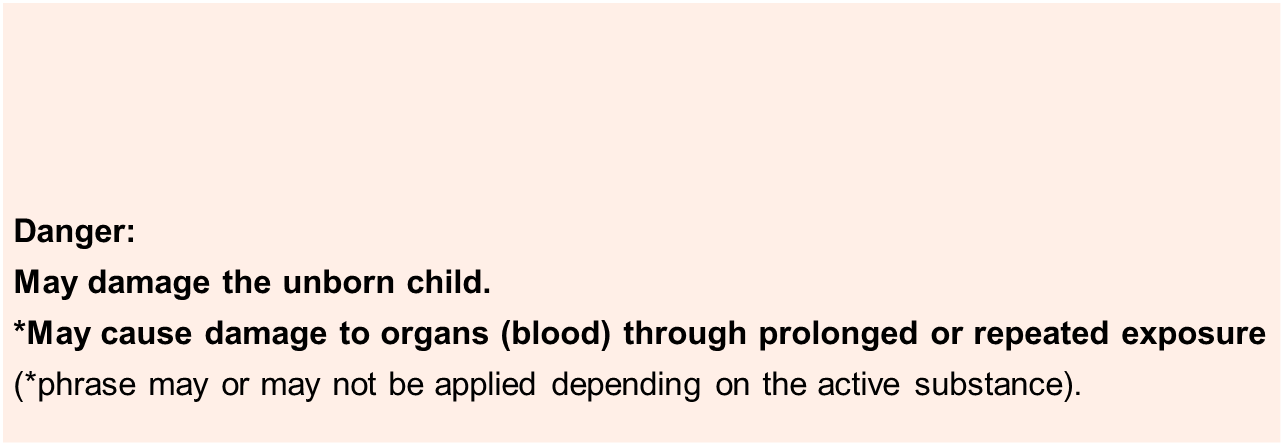 Danger:
May damage the unborn child.
*May cause damage to organs (blood) through prolonged or repeated exposure
(*phrase may or may not be applied depending on the active substance).